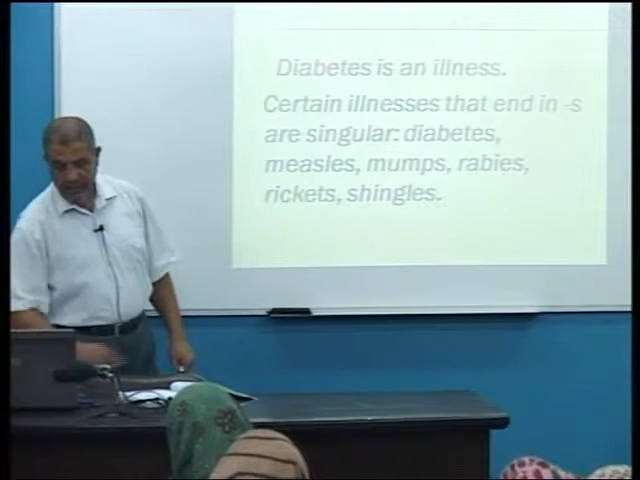 Diabetes is an illness.
Certain illnesses that end in -s
are singular: diabetes,
measles, mumps, rabies,
rickets, shingles.